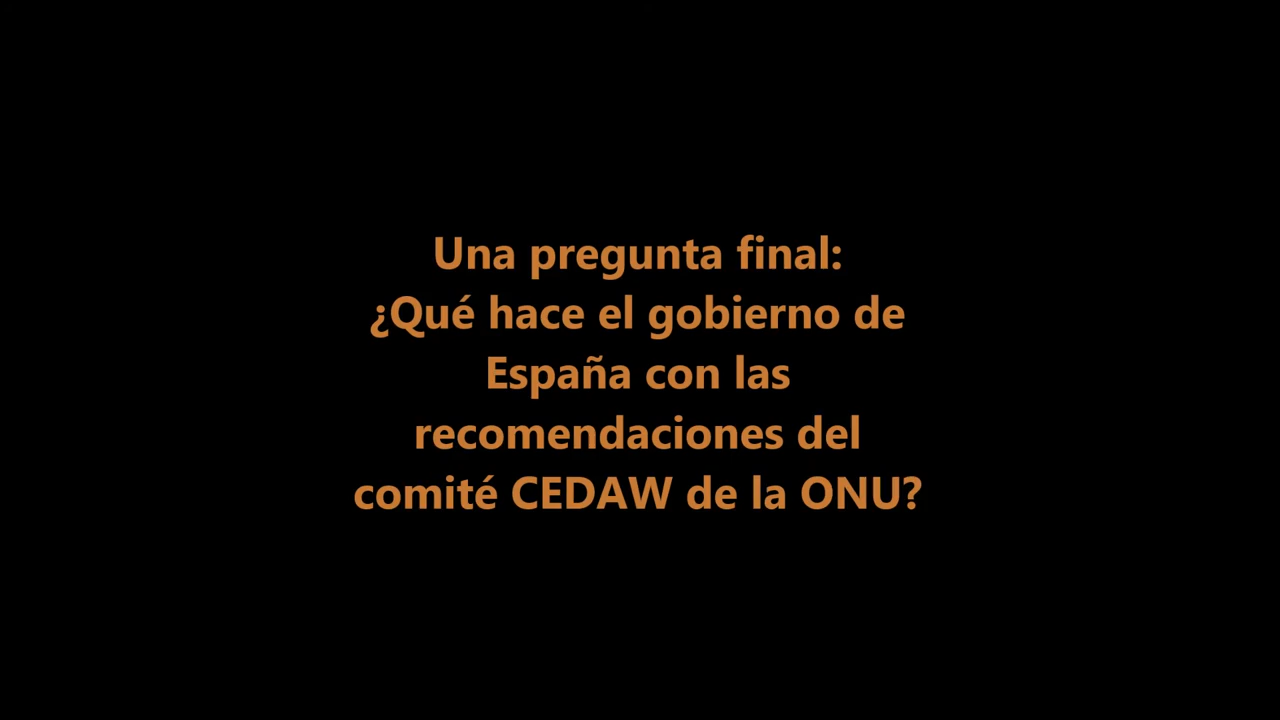 Una pregunta final:
¿Qué hace el gobierno de
España con las
recomendaciones del
comité CEDAW de la ONU?